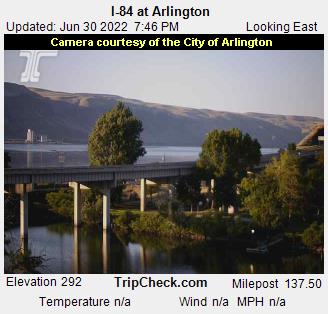 I-84 at Arlington
Updated: Jun 30 2022 7:46 PM Looking East
Camera courtesy of the City of Arlington
Elevation 292 TripCheck.com Milepost 137.50
Temperature n/a Wind n/a MPH n/a